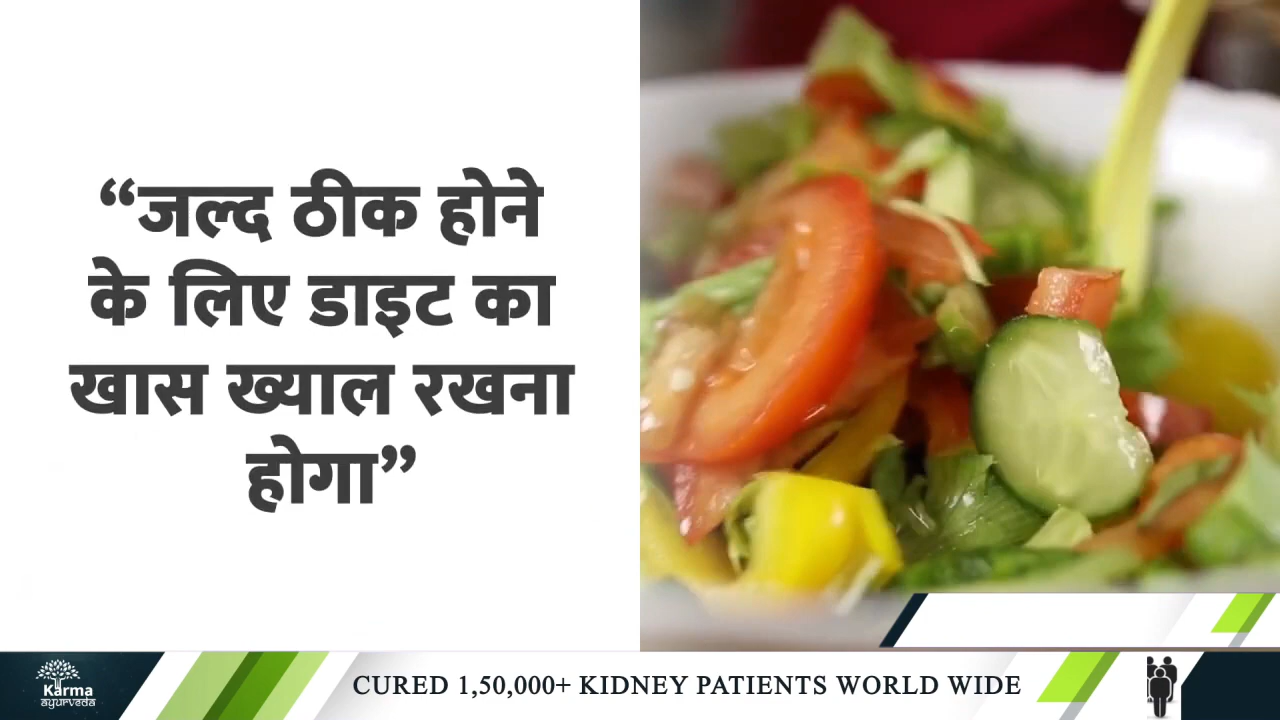 “जल्द ठीक होने
के लिए डाइट का
खास ख्याल रखना
होगा”
Karma
ayurveda
CURED 1,50,000+ KIDNEY PATIENTS WORLD WIDE